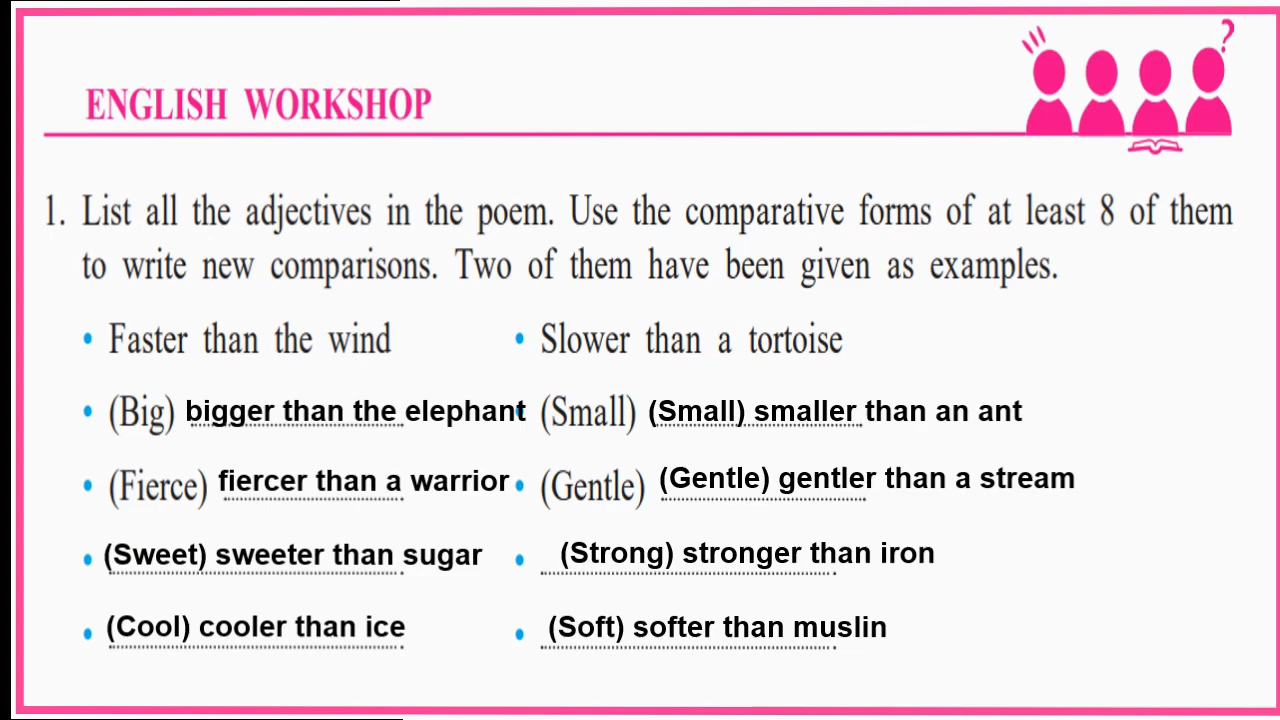 ENGLISH WORKSHOP
?
1. List all the adjectives in the poem. Use the comparative forms of at least 8 of them
to write new comparisons. Two of them have been given as examples.
• Faster than the wind • Slower than a tortoise
• (Big) bigger than the elephant • (Small) (Small) smaller than an ant
• (Fierce) fiercer than a warrior • (Gentle) (Gentle) gentler than a stream
• (Sweet) sweeter than sugar • (Strong) stronger than iron
• (Cool) cooler than ice • (Soft) softer than muslin